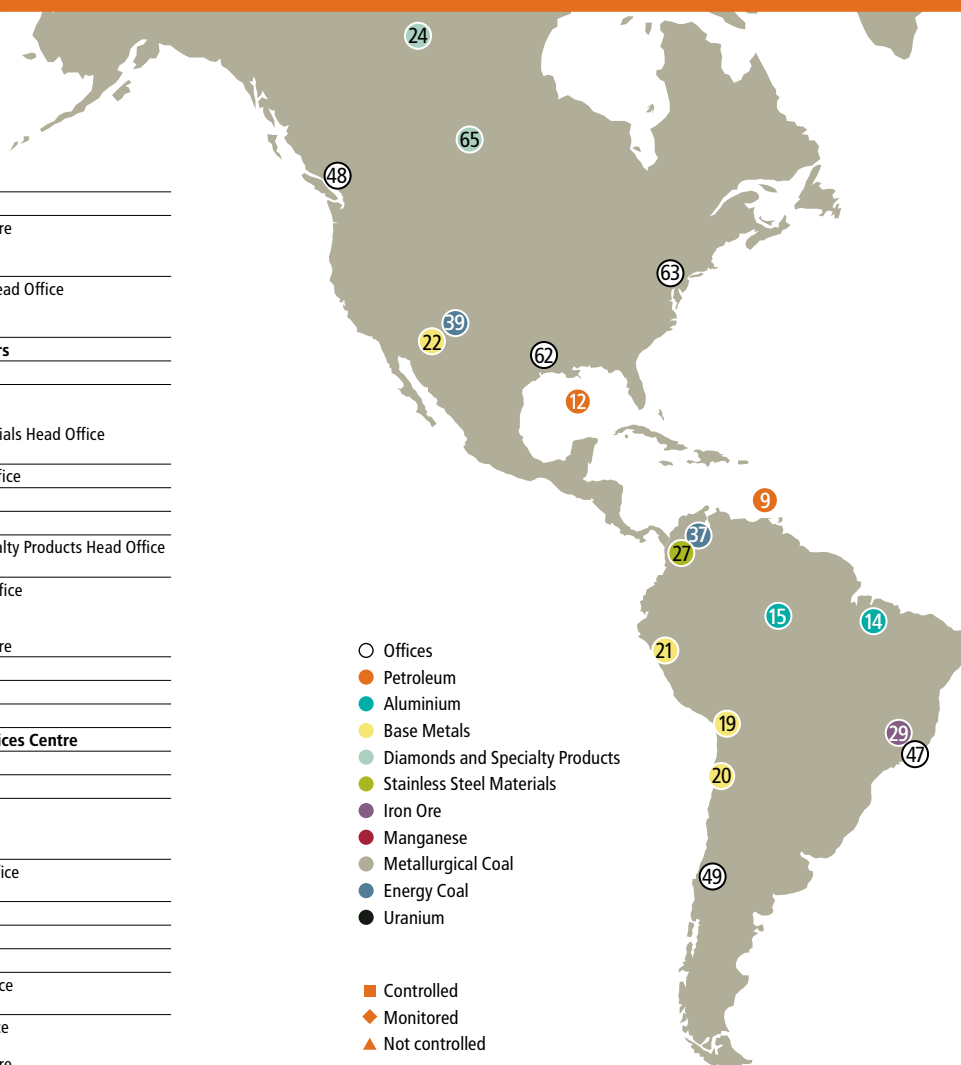 24
65
48
re
ead Office
63
rs
39
22
62
12
ials Head Office
fice
9
alty Products Head Office
37
27
fice
15
14
re
21
Offices
Petroleum
Aluminium
Base Metals
Diamonds and Specialty Products
Stainless Steel Materials
Iron Ore
Manganese
Metallurgical Coal
Energy Coal
Uranium
19
29
47
20
ices Centre
49
fice
ce
Controlled
Monitored
Not controlled
ce
re